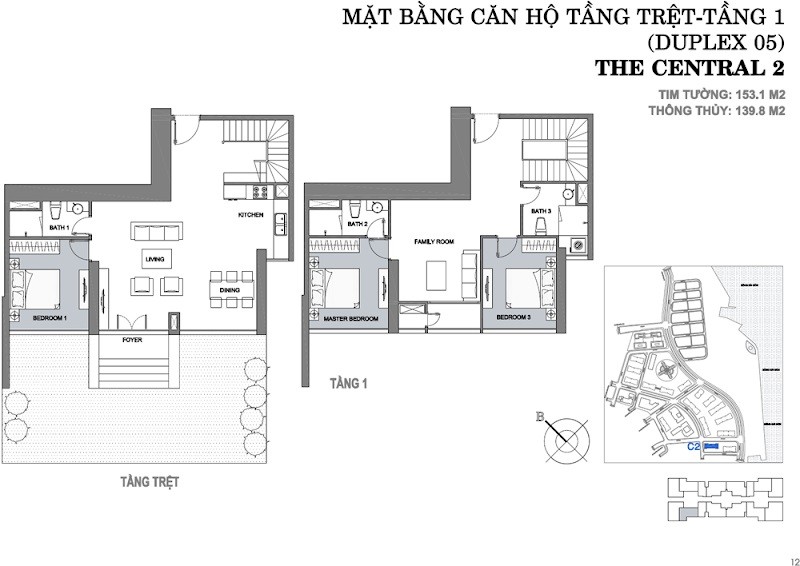 MẶT BẰNG CĂN HỘ TẦNG TRỆT-TẦNG 1
(DUPLEX 05)
THE CENTRAL 2
TIM TƯỜNG: 153.1 M2
THÔNG THỦY: 139.8 M2
KITCHEN
BATH 1
LIVING
DINING
BEDROOM 1
FOYER
TẦNG TRỆT
BATH 2
BATH 3
FAMILY ROOM
MASTER BEDROOM
BEDROOM 3
TẦNG 1
B
C2
12